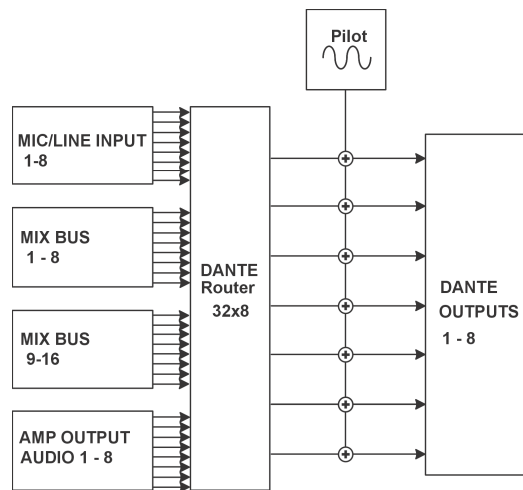 Pilot
MIC/LINE INPUT
1-8
MIX BUS
1 - 8
MIX BUS
9-16
AMP OUTPUT
AUDIO 1 - 8
DANTE
Router
32x8
DANTE
OUTPUTS
1 - 8